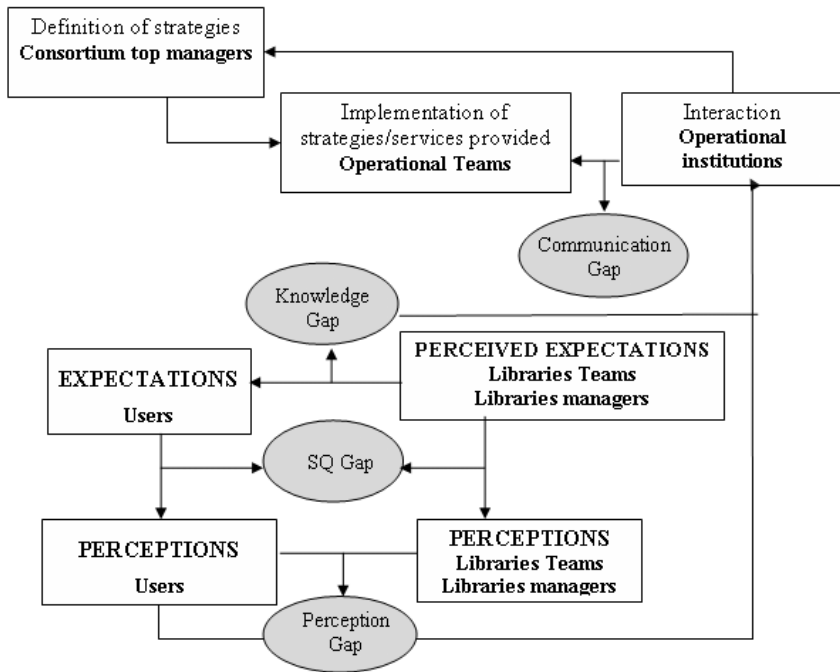 Definition of strategies
Consortium top managers
Implementation of
strategies/services provided
Operational Teams
Interaction
Operational
institutions
Communication
Gap
Knowledge
Gap
EXPECTATIONS
Users
PERCEIVED EXPECTATIONS
Libraries Teams
Libraries managers
SQ Gap
PERCEPTIONS
Users
PERCEPTIONS
Libraries Teams
Libraries managers
Perception
Gap